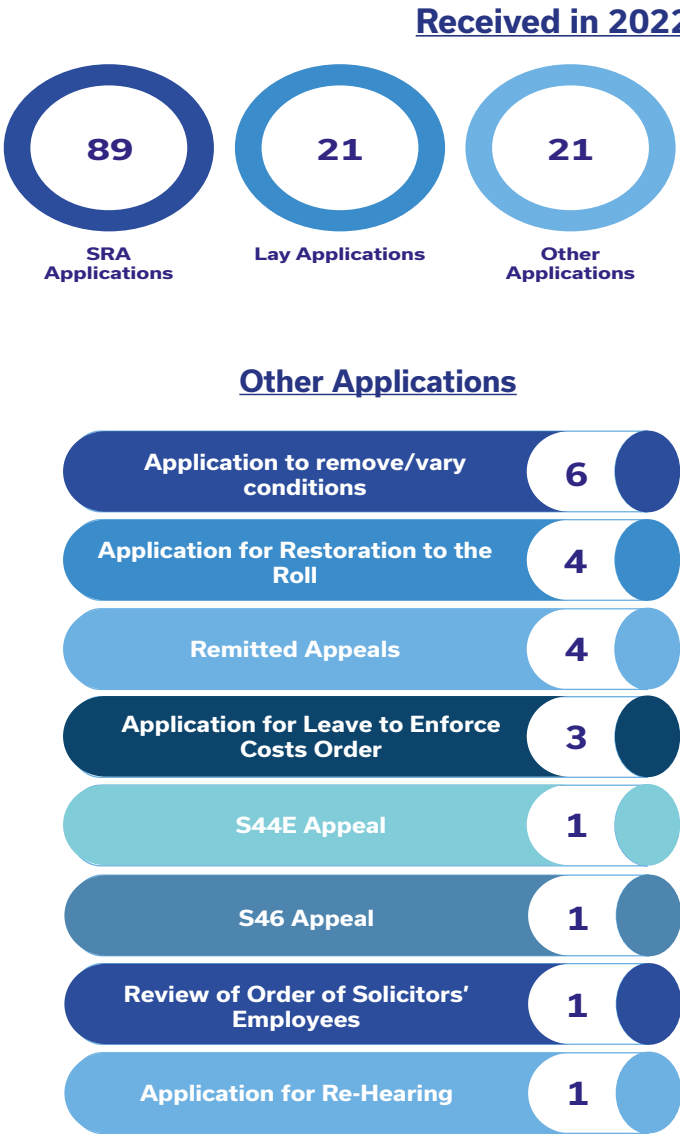 Received in 2022
89
21
21
SRA
Applications
Lay Applications
Other
Applications
Other Applications
Application to remove/vary
conditions
6
Application for Restoration to the
Roll
4
Remitted Appeals
4
Application for Leave to Enforce
Costs Order
3
S44E Appeal
1
S46 Appeal
1
Review of Order of Solicitors’
Employees
1
Application for Re-Hearing
1